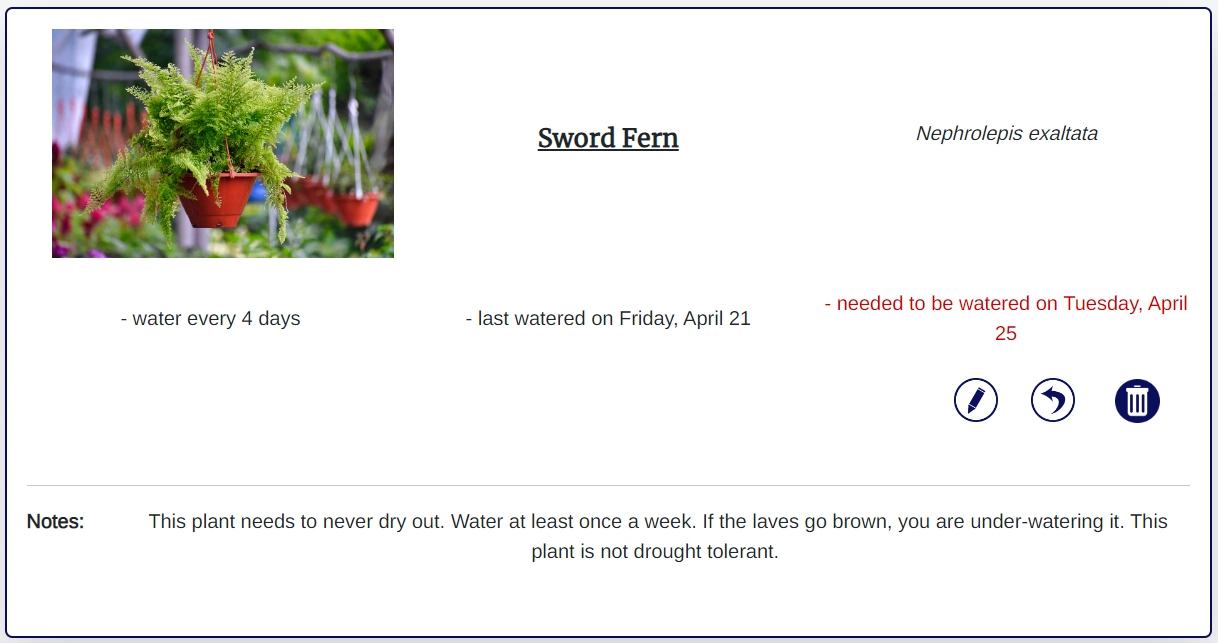 Sword Fern
Nephrolepis exaltata
- water every 4 days
- last watered on Friday, April 21
- needed to be watered on Tuesday, April
25
Notes:
This plant needs to never dry out. Water at least once a week. If the laves go brown, you are under-watering it. This
plant is not drought tolerant.